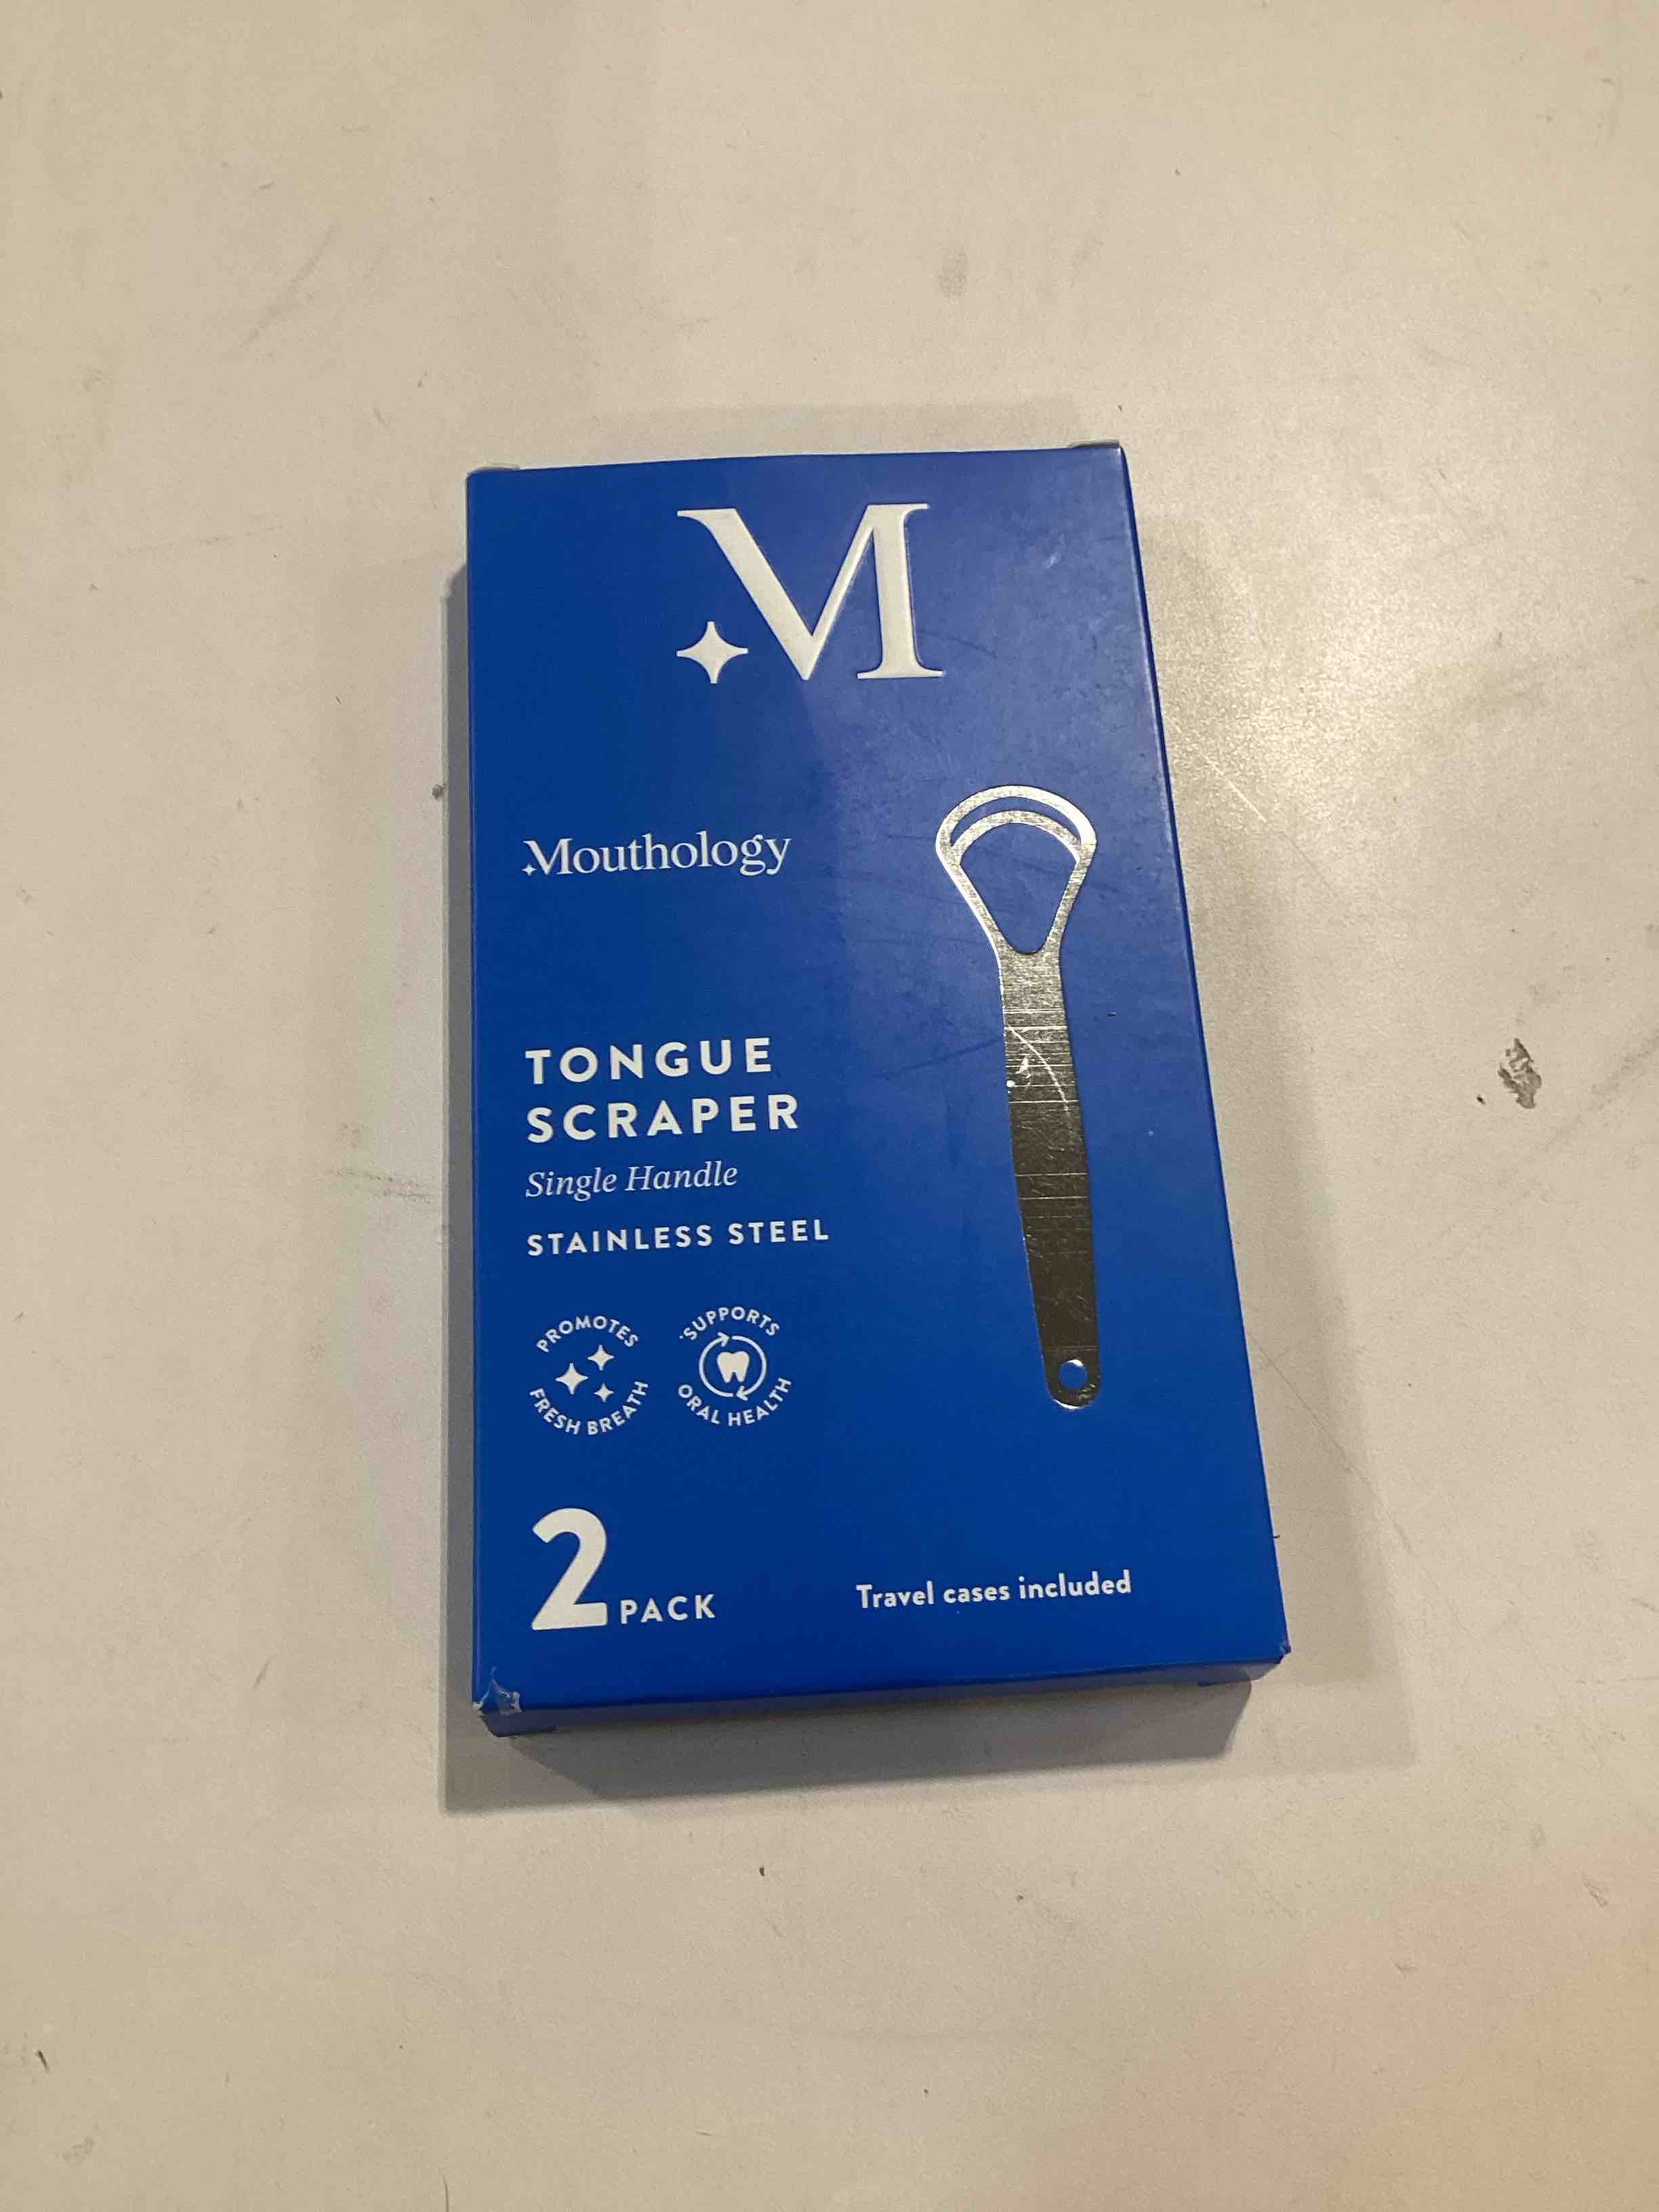 M
Mouthology
TONGUE
SCRAPER
Single Handle
STAINLESS STEEL
PROMOTES
FRESH BREATH
SUPPORTS
ORAL HEALTH
2 PACK
Travel cases included